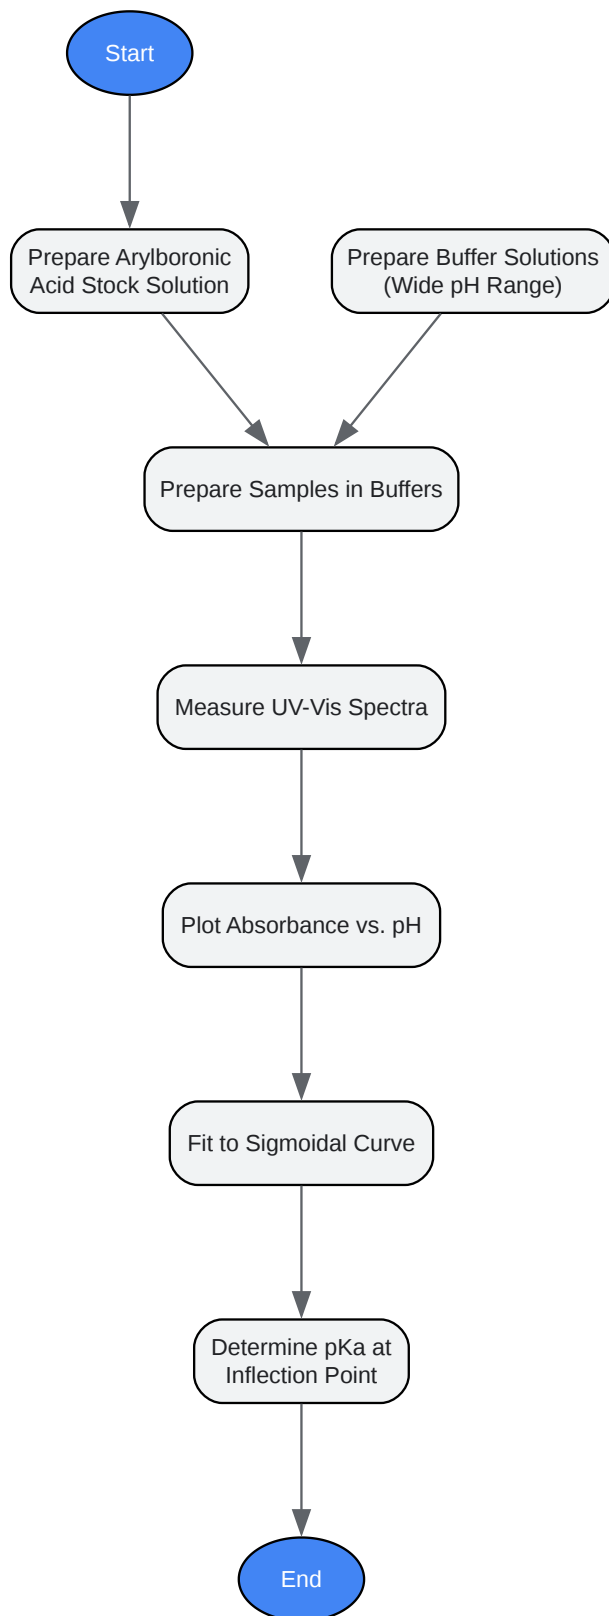 Start
Prepare Arylboronic
Acid Stock Solution
Prepare Buffer Solutions
(Wide pH Range)
Prepare Samples in Buffers
Measure UV-Vis Spectra
Plot Absorbance vs. pH
Fit to Sigmoidal Curve
Determine pKa at
Inflection Point
End